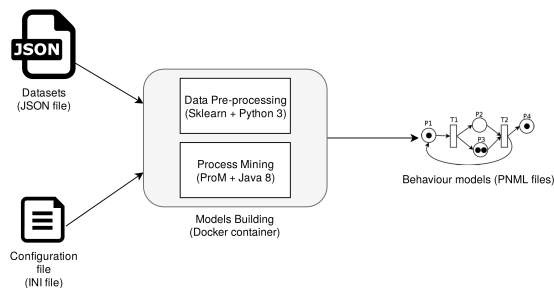 JSON
Datasets
(JSON file)
Configuration
file
(INI file)
Data Pre-processing
(Sklearn + Python 3)
Process Mining
(ProM + Java 8)
Models Building
(Docker container)
P1
T1
P2
P3
T2
P4
Behaviour models (PNML files)